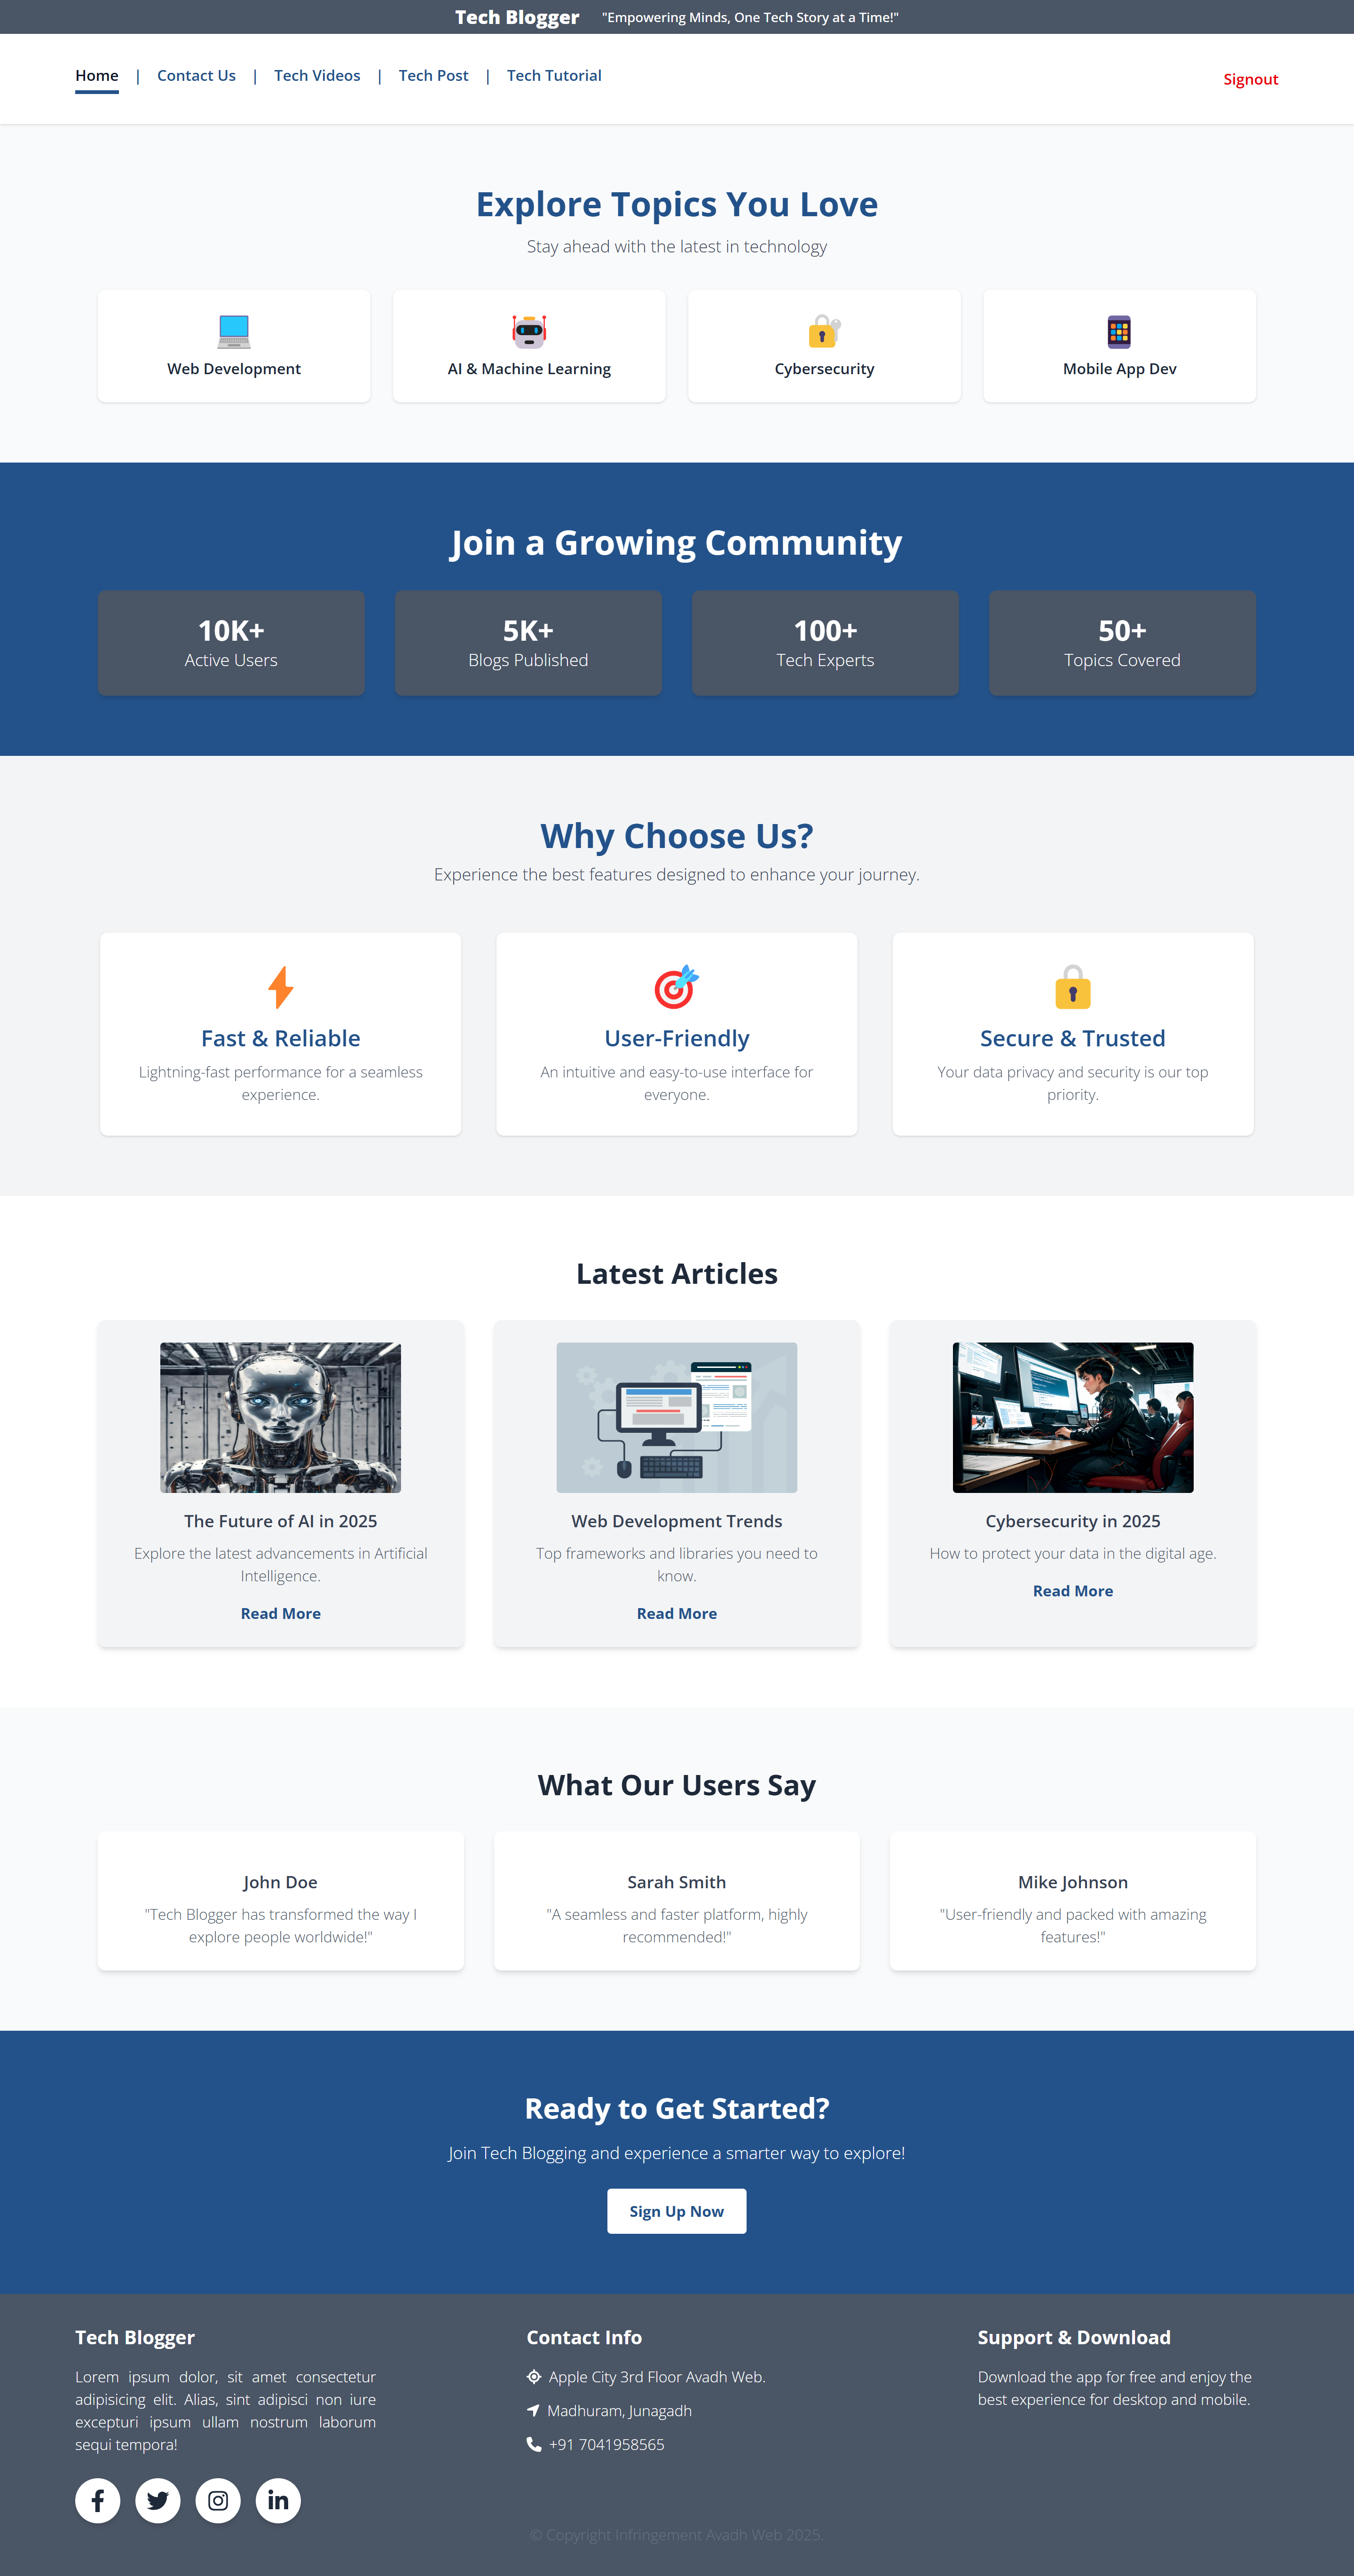 Tech Blogger "Empowering Minds, One Tech Story at a Time!"
Home | Contact Us | Tech Videos | Tech Post | Tech Tutorial Signout
Explore Topics You Love
Stay ahead with the latest in technology
Web Development
AI & Machine Learning
Cybersecurity
Mobile App Dev
Join a Growing Community
10K+
Active Users
5K+
Blogs Published
100+
Tech Experts
50+
Topics Covered
Why Choose Us?
Experience the best features designed to enhance your journey.
Fast & Reliable
Lightning-fast performance for a seamless
experience.
User-Friendly
An intuitive and easy-to-use interface for
everyone.
Secure & Trusted
Your data privacy and security is our top
priority.
Latest Articles
The Future of AI in 2025
Explore the latest advancements in Artificial
Intelligence.
Read More
Web Development Trends
Top frameworks and libraries you need to
know.
Read More
Cybersecurity in 2025
How to protect your data in the digital age.
Read More
What Our Users Say
John Doe
"Tech Blogger has transformed the way I
explore people worldwide!"
Sarah Smith
"A seamless and faster platform, highly
recommended!"
Mike Johnson
"User-friendly and packed with amazing
features!"
Ready to Get Started?
Join Tech Blogging and experience a smarter way to explore!
Sign Up Now
Tech Blogger
Lorem ipsum dolor, sit amet consectetur
adipisicing elit. Alias, sint adipisci non iure
excepturi ipsum ullam nostrum laborum
sequi tempora!
Contact Info
Apple City 3rd Floor Avadh Web.
Madhuram, Junagadh
+91 7041958565
Support & Download
Download the app for free and enjoy the
best experience for desktop and mobile.
© Copyright Infringement Avadh Web 2025.